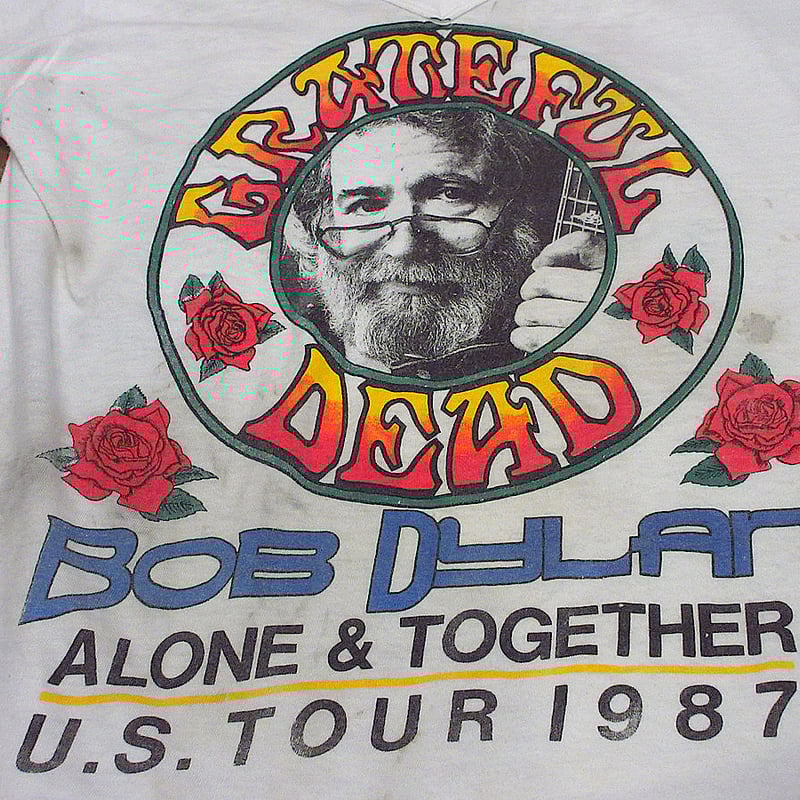 GRATEFUL
DEAD
BOB DYLAN
ALONE & TOGETHER
U.S. TOUR 1987